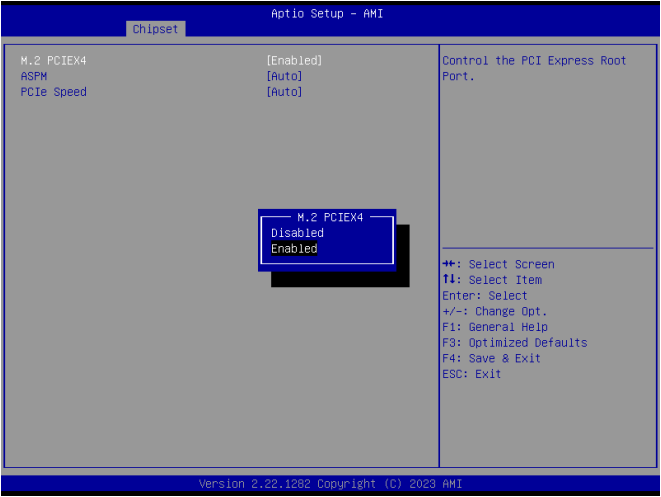 Aptio Setup - AMI
Chipset
M.2 PCIEX4 [Enabled]
ASPM [Auto]
PCIe Speed [Auto]
Control the PCI Express Root
Port.
M.2 PCIEX4
Disabled
Enabled
→←: Select Screen
↑↓: Select Item
Enter: Select
+/-: Change Opt.
F1: General Help
F3: Optimized Defaults
F4: Save & Exit
ESC: Exit
Version 2.22.1282 Copyright (C) 2023 AMI